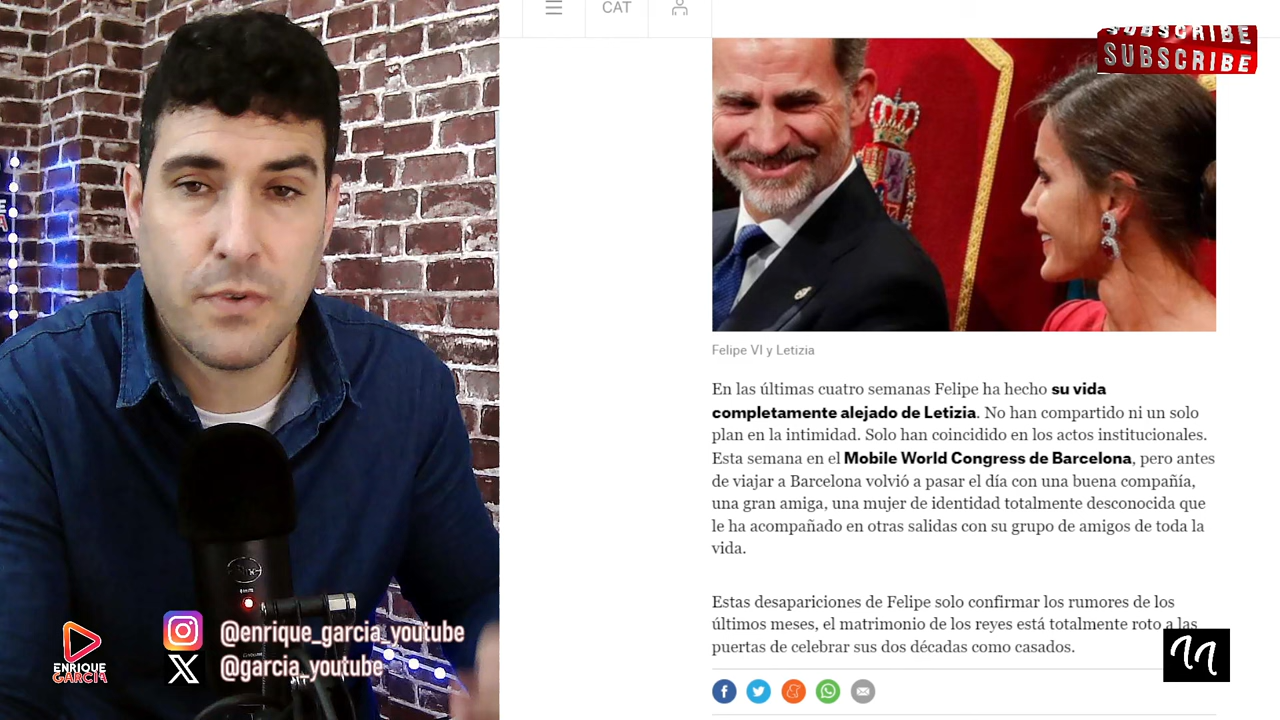 CAT
SUBSCRIBE
SUBSCRIBE
Felipe VI y Letizia
En las últimas cuatro semanas Felipe ha hecho su vida
completamente alejado de Letizia. No han compartido ni un solo
plan en la intimidad. Solo han coincidido en los actos institucionales.
Esta semana en el Mobile World Congress de Barcelona, pero antes
de viajar a Barcelona volvió a pasar el día con una buena compañía,
una gran amiga, una mujer de identidad totalmente desconocida que
le ha acompañado en otras salidas con su grupo de amigos de toda la
vida.
Estas desapariciones de Felipe solo confirmar los rumores de los
últimos meses, el matrimonio de los reyes está totalmente roto a las
puertas de celebrar sus dos décadas como casados.
@enrique_garcia_youtube
@garcia_youtube
ENRIQUE
GARCIA